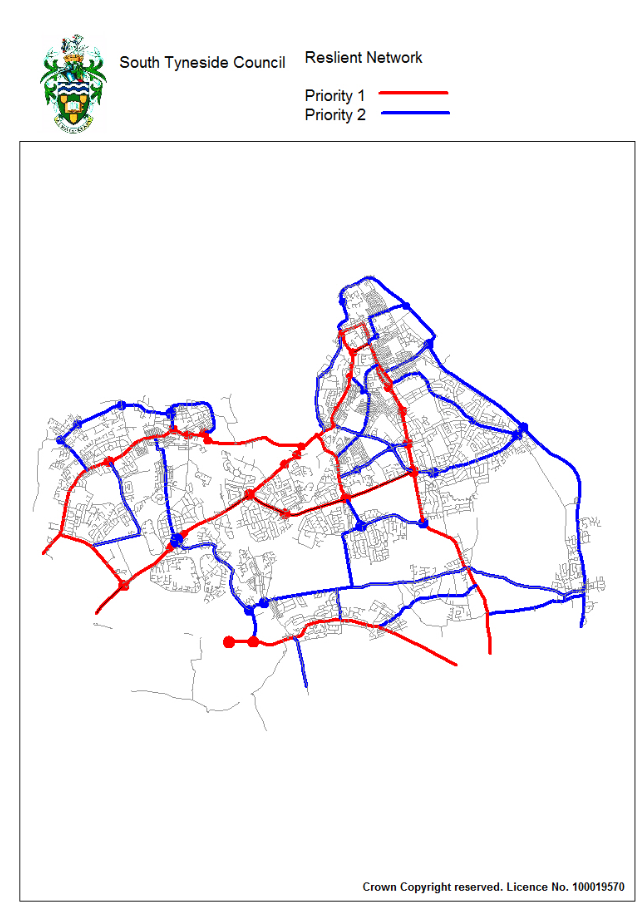 South Tyneside Council
Reslient Network
Priority 1
Priority 2
Crown Copyright reserved. Licence No. 100019570